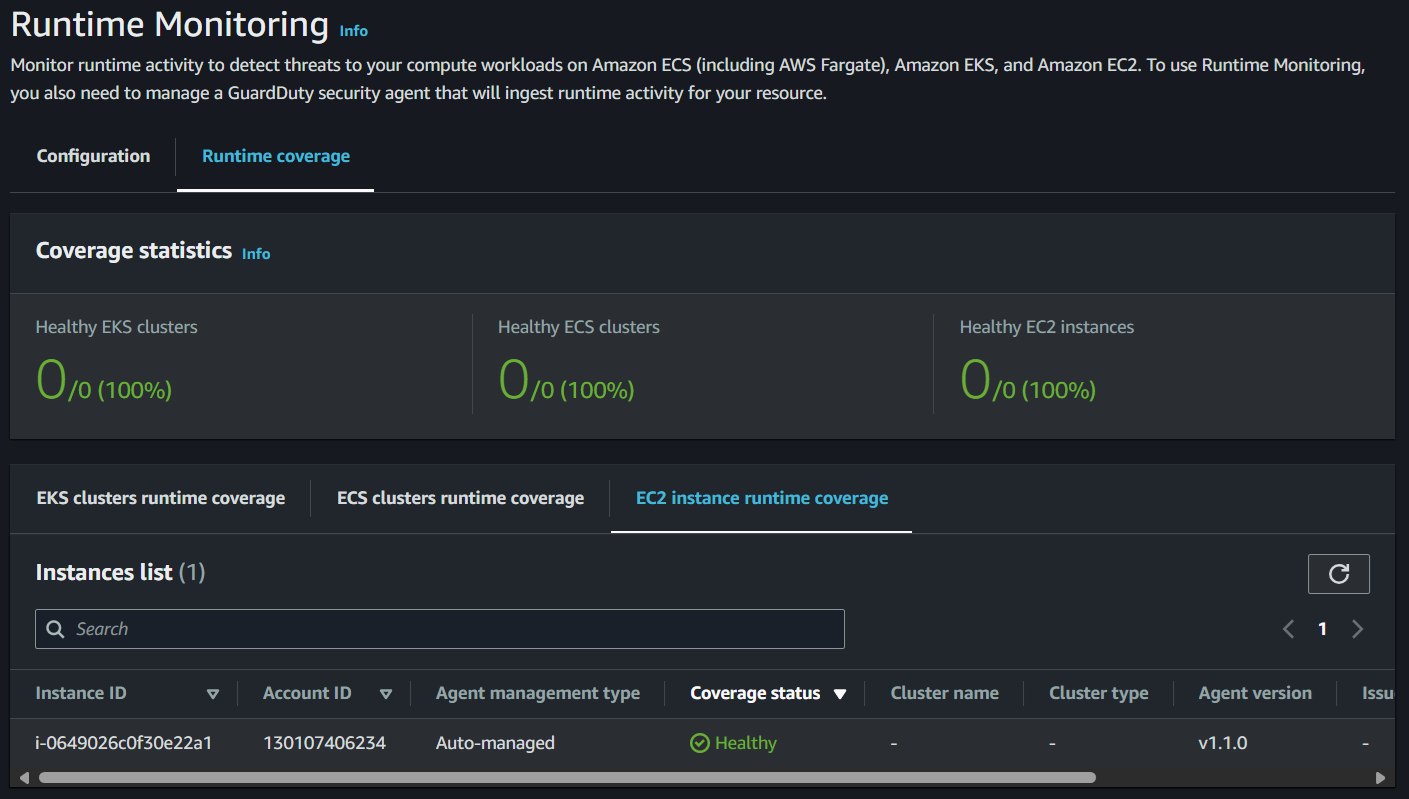 Runtime Monitoring Info
Monitor runtime activity to detect threats to your compute workloads on Amazon ECS (including AWS Fargate), Amazon EKS, and Amazon EC2. To use Runtime Monitoring,
you also need to manage a GuardDuty security agent that will ingest runtime activity for your resource.
Configuration Runtime coverage
Coverage statistics Info
Healthy EKS clusters Healthy ECS clusters Healthy EC2 instances
0/0 (100%) 0/0 (100%) 0/0 (100%)
EKS clusters runtime coverage ECS clusters runtime coverage EC2 instance runtime coverage
Instances list (1)
Search 1
Instance ID Account ID Agent management type Coverage status Cluster name Cluster type Agent version Issu
i-0649026c0f30e22a1 130107406234 Auto-managed Healthy - - v1.1.0 -